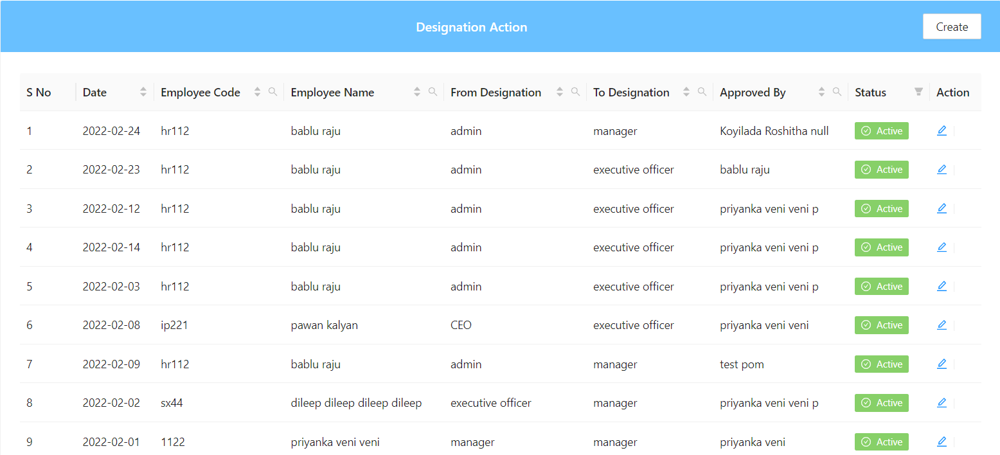 Designation Action
Create
S No Date Employee Code Employee Name From Designation To Designation Approved By Status Action
1 2022-02-24 hr112 bablu raju admin manager Koyilada Roshitha null Active
2 2022-02-23 hr112 bablu raju admin executive officer bablu raju Active
3 2022-02-12 hr112 bablu raju admin executive officer priyanka veni veni p Active
4 2022-02-14 hr112 bablu raju admin executive officer priyanka veni veni p Active
5 2022-02-03 hr112 bablu raju admin executive officer priyanka veni veni p Active
6 2022-02-08 ip221 pawan kalyan CEO executive officer priyanka veni veni Active
7 2022-02-09 hr112 bablu raju admin manager test pom Active
8 2022-02-02 sx44 dileep dileep dileep dileep executive officer manager priyanka veni veni p Active
9 2022-02-01 1122 priyanka veni veni manager manager priyanka veni Active